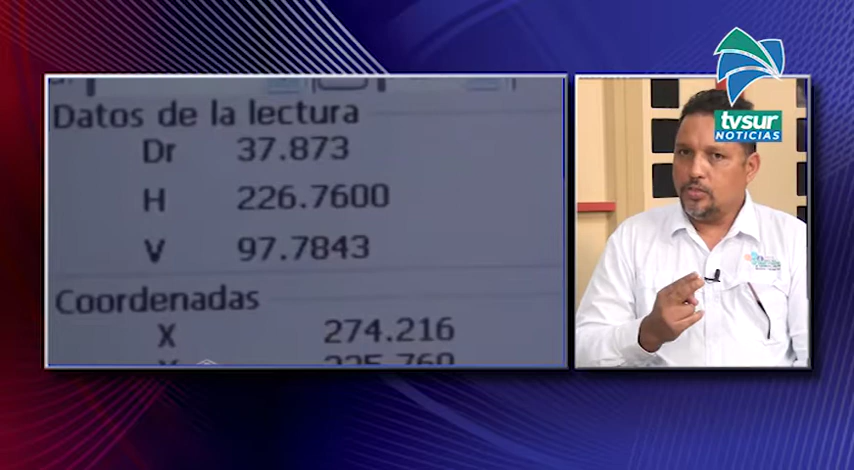 Datos de la lectura
Dr 37.873
H 226.7600
V 97.7843
Coordenadas
X 274.216
tvsur
NOTICIAS